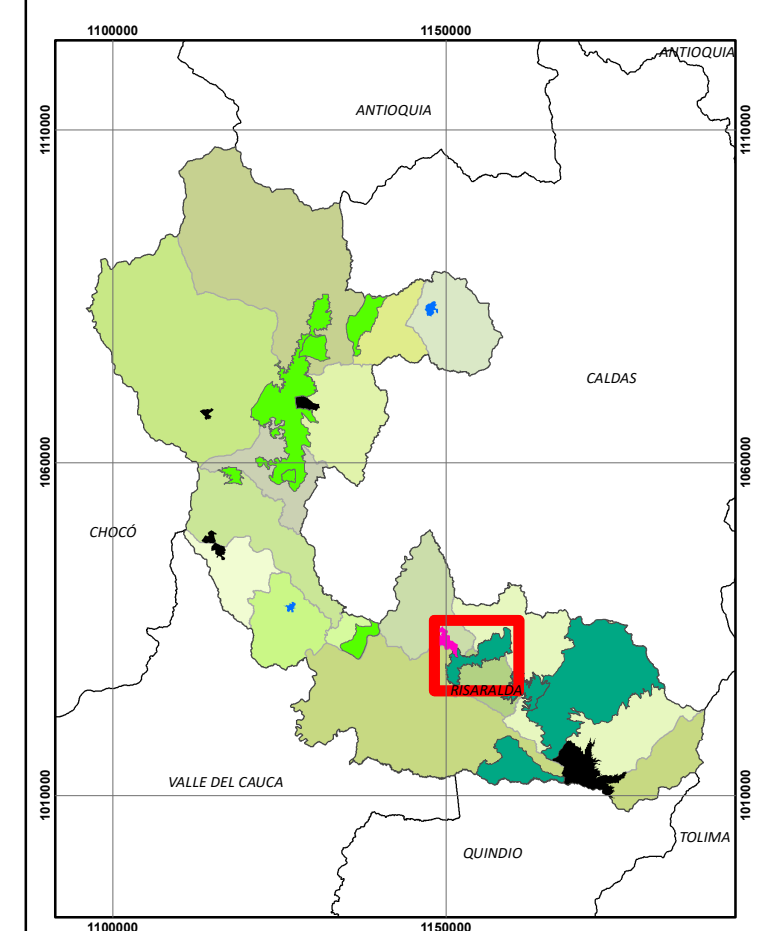 1100000 1150000
ANTIOQUIA
ANTIOQUIA
1110000 1110000
CALDAS
1060000 1060000
CHOCÓ
RISARALDA
VALLE DEL CAUCA
1010000 1010000
TOLIMA
QUINDIO
1100000 1150000